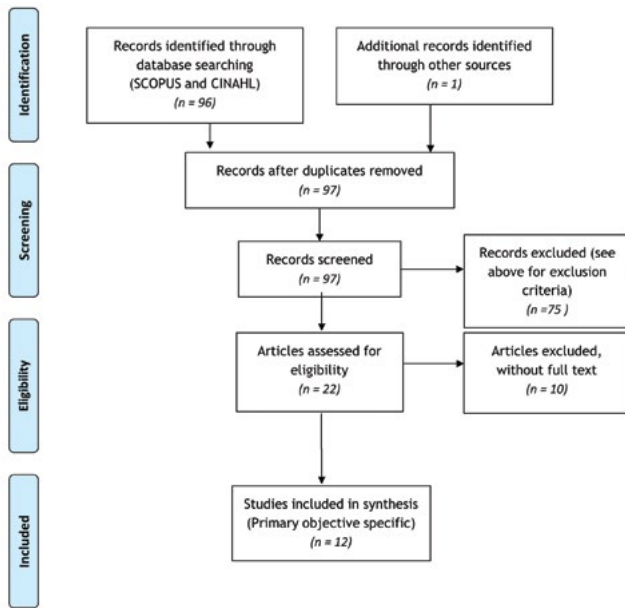 Identification
Records identified through
database searching
(SCOPUS and CINAHL)
(n = 96)
Additional records identified
through other sources
(n = 1)
Screening
Records after duplicates removed
(n = 97)
Records screened
(n = 97)
Records excluded (see
above for exclusion
criteria)
(n =75 )
Eligibility
Articles assessed for
eligibility
(n = 22)
Articles excluded,
without full text
(n = 10)
Included
Studies included in synthesis
(Primary objective specific)
(n = 12)